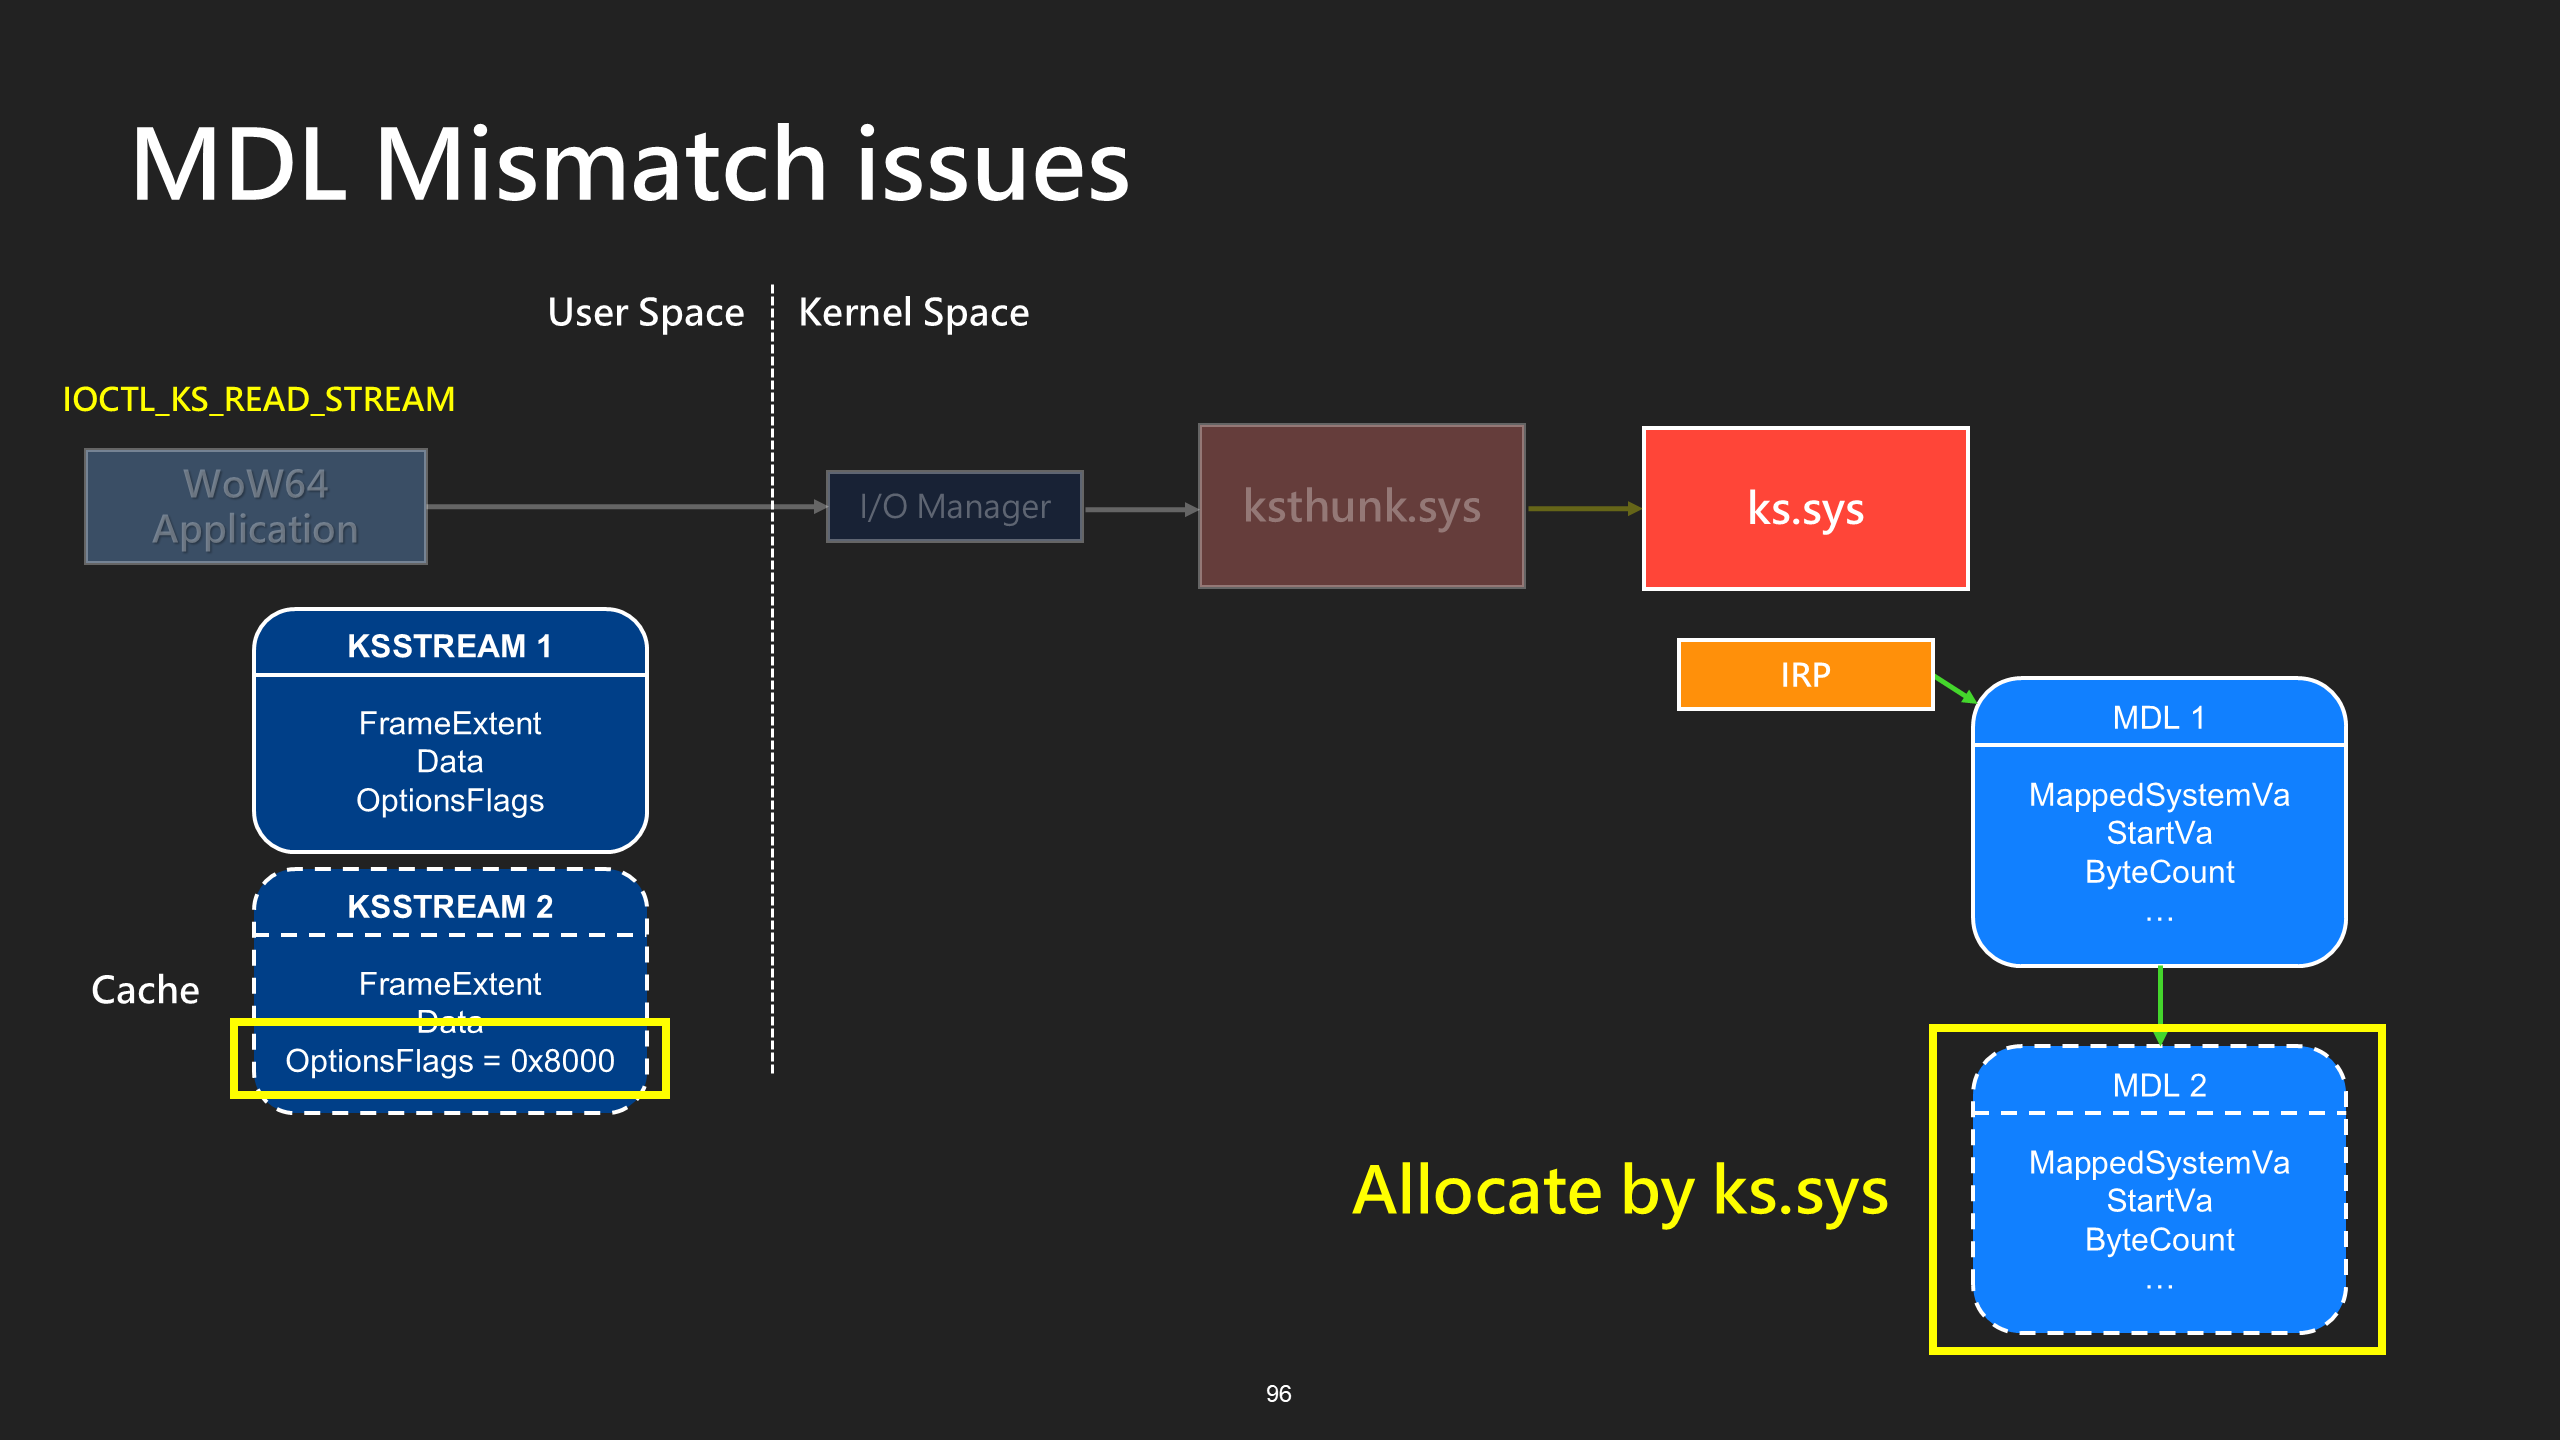 MDL Mismatch issues
User Space
Kernel Space
IOCTL_KS_READ_STREAM
WoW64
Application
I/O Manager
ksthunk.sys
ks.sys
KSSTREAM 1
FrameExtent
Data
OptionsFlags
IRP
MDL 1
MappedSystemVa
StartVa
ByteCount
...
Cache
KSSTREAM 2
FrameExtent
Data
OptionsFlags = 0x8000
Allocate by ks.sys
MDL 2
MappedSystemVa
StartVa
ByteCount
...
96